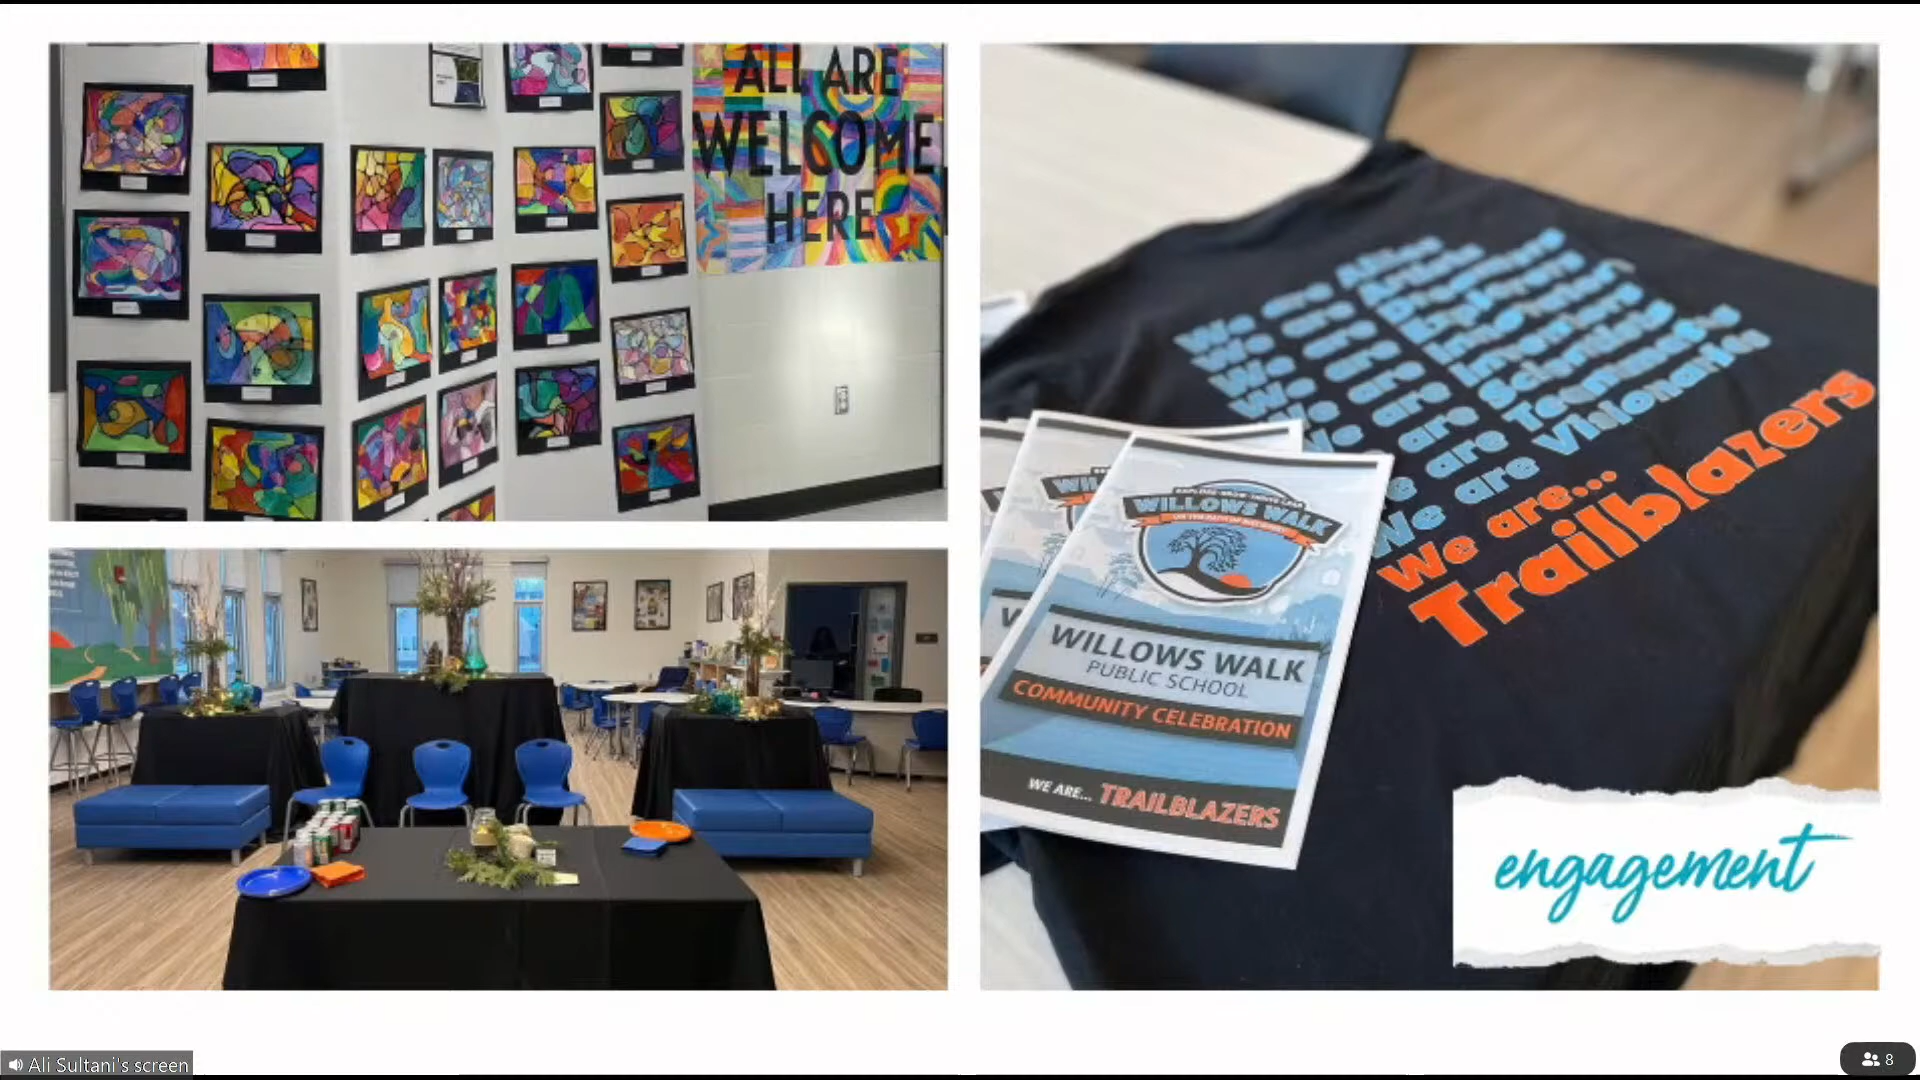 ALL ARE
WELCOME
HERE
We are Allies
We are Artists
We are Dreamers
We are Explorers
We are Innovators
We are Inventors
We are Scientists
We are Teammates
We are Visionaries
We are...
Trailblazers
EXPLORE
WILLOWS WALK
WILLOWS WALK
PUBLIC SCHOOL
COMMUNITY CELEBRATION
WE ARE... TRAILBLAZERS
engagement
Ali Sultani's screen
8